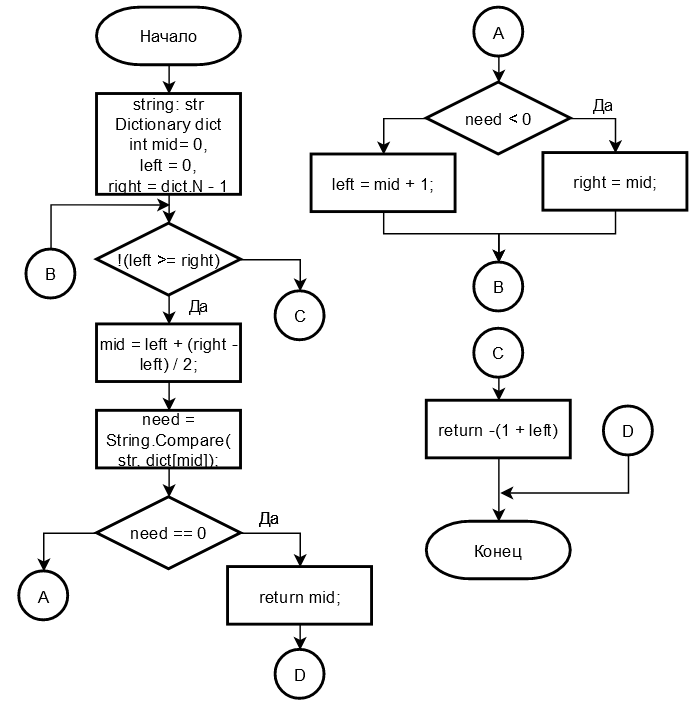 Начало
string: str
Dictionary dict
int mid= 0,
left = 0,
right = dict.N - 1
B
!(left >= right)
C
Да
mid = left + (right -
left) / 2;
need =
String.Compare(
str, dict[mid]);
need == 0
Да
A
return mid;
D
A
need < 0
Да
left = mid + 1;
right = mid;
B
C
return -(1 + left)
D
Конец